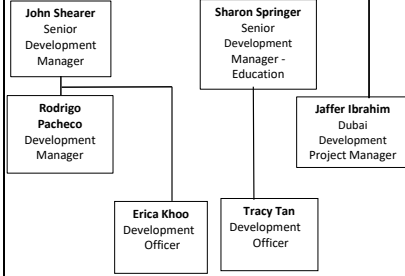 John Shearer
Senior
Development
Manager
Sharon Springer
Senior
Development
Manager -
Education
Rodrigo
Pacheco
Development
Manager
Jaffer Ibrahim
Dubai
Development
Project Manager
Erica Khoo
Development
Officer
Tracy Tan
Development
Officer